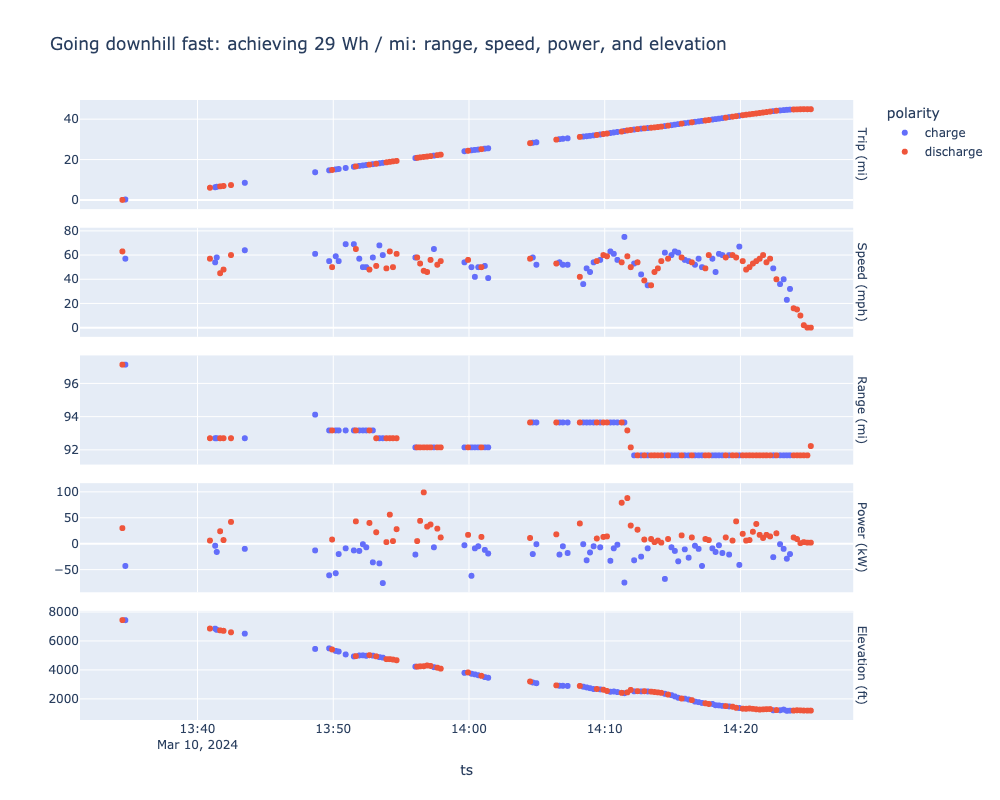 Going downhill fast: achieving 29 Wh / mi: range, speed, power, and elevation
polarity
charge
discharge
40
20
0
Trip (mi)
80
60
40
20
0
Speed (mph)
96
94
92
Range (mi)
100
50
0
−50
Power (kW)
8000
6000
4000
2000
Elevation (ft)
13:40
13:50
14:00
14:10
14:20
Mar 10, 2024
ts